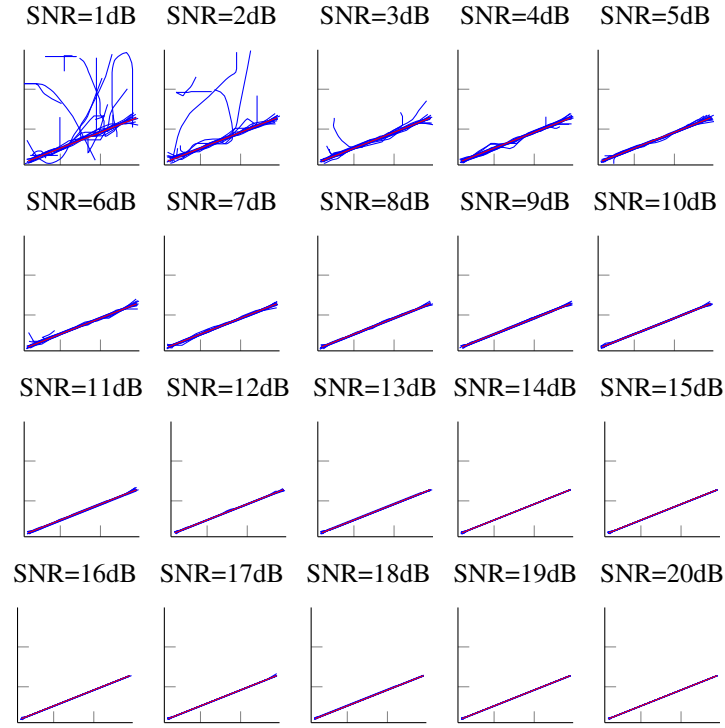 SNR=1dB SNR=2dB SNR=3dB SNR=4dB SNR=5dB
SNR=6dB SNR=7dB SNR=8dB SNR=9dB SNR=10dB
SNR=11dB SNR=12dB SNR=13dB SNR=14dB SNR=15dB
SNR=16dB SNR=17dB SNR=18dB SNR=19dB SNR=20dB